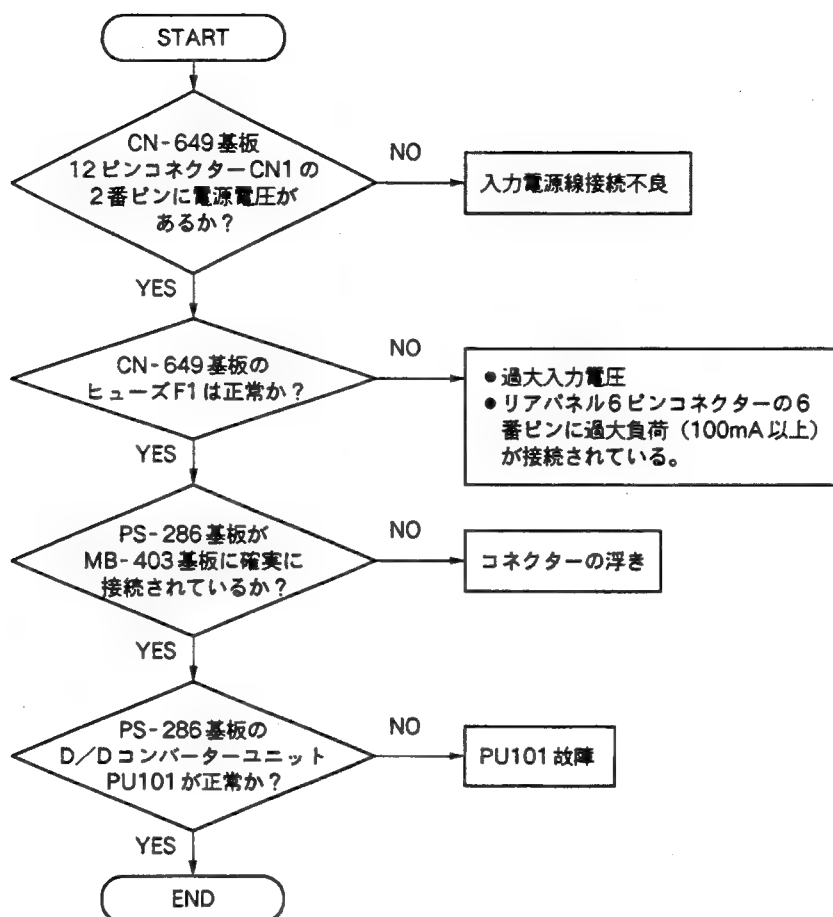 START
CN-649基板
12ピンコネクターCN1の
2番ピンに電源電圧が
あるか？
NO
入力電源線接続不良
YES
CN-649基板の
ヒューズF1は正常か？
NO
●過大入力電圧
●リアパネル6ピンコネクターの6
番ピンに過大負荷（100mA以上）
が接続されている。
YES
PS-286基板が
MB-403基板に確実に
接続されているか？
NO
コネクターの浮き
YES
PS-286基板の
D／Dコンバーターユニット
PU101が正常か？
NO
PU101故障
YES
END